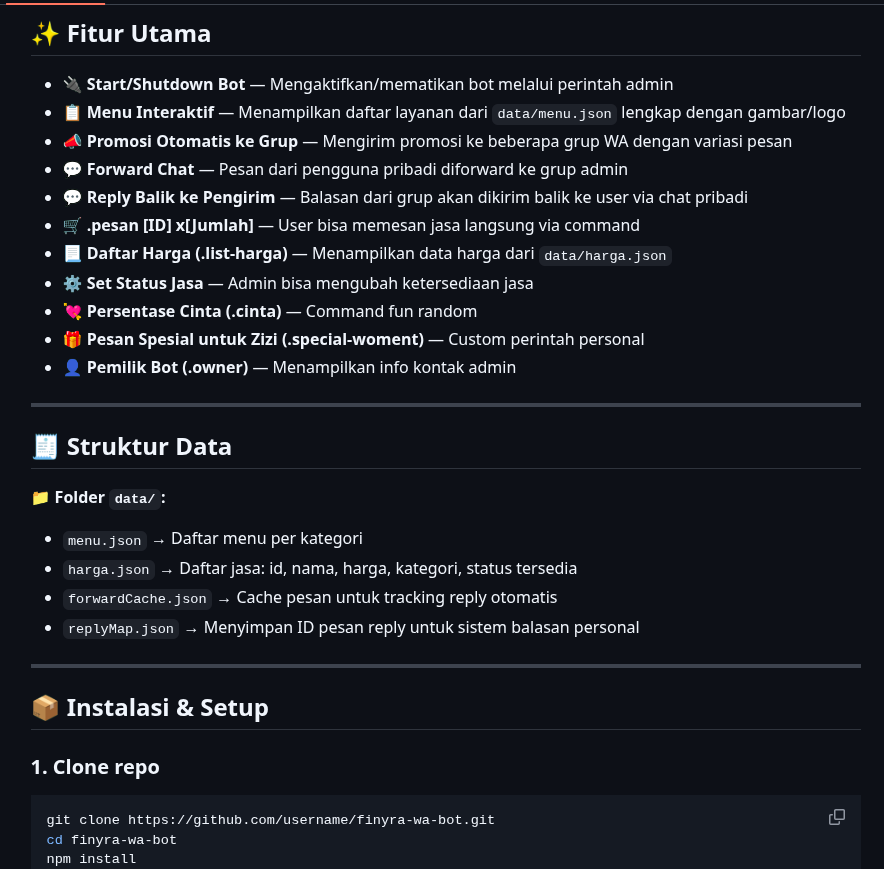 ✨ Fitur Utama
🔌 Start/Shutdown Bot — Mengaktifkan/mematikan bot melalui perintah admin
📋 Menu Interaktif — Menampilkan daftar layanan dari data/menu.json lengkap dengan gambar/logo
📣 Promosi Otomatis ke Grup — Mengirim promosi ke beberapa grup WA dengan variasi pesan
💬 Forward Chat — Pesan dari pengguna pribadi diforward ke grup admin
💬 Reply Balik ke Pengirim — Balasan dari grup akan dikirim balik ke user via chat pribadi
🛒 .pesan [ID] x[Jumlah] — User bisa memesan jasa langsung via command
📃 Daftar Harga (.list-harga) — Menampilkan data harga dari data/harga.json
⚙️ Set Status Jasa — Admin bisa mengubah ketersediaan jasa
💘 Persentase Cinta (.cinta) — Command fun random
🎁 Pesan Spesial untuk Zizi (.special-woment) — Custom perintah personal
👤 Pemilik Bot (.owner) — Menampilkan info kontak admin
🧾 Struktur Data
📁 Folder data/:
menu.json → Daftar menu per kategori
harga.json → Daftar jasa: id, nama, harga, kategori, status tersedia
forwardCache.json → Cache pesan untuk tracking reply otomatis
replyMap.json → Menyimpan ID pesan reply untuk sistem balasan personal
📦 Instalasi & Setup
1. Clone repo
git clone https://github.com/username/finyra-wa-bot.git
cd finyra-wa-bot
npm install